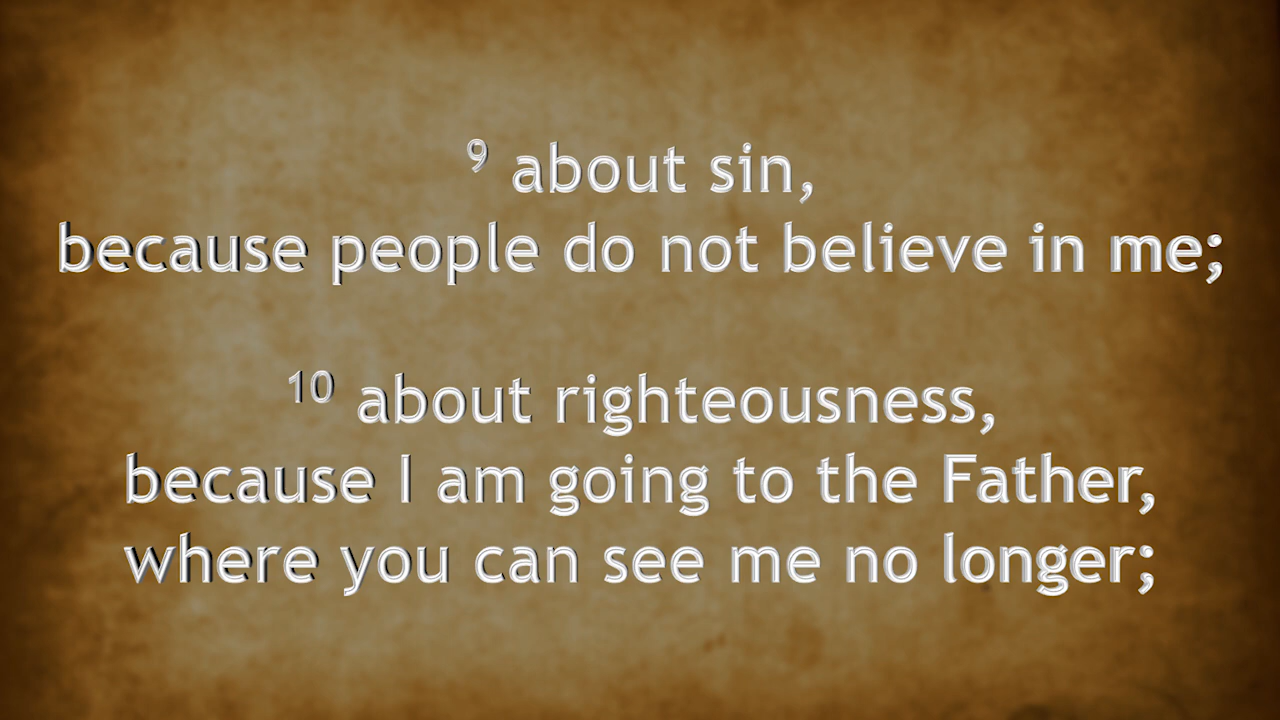 9 about sin,
because people do not believe in me;
10 about righteousness,
because I am going to the Father,
where you can see me no longer;